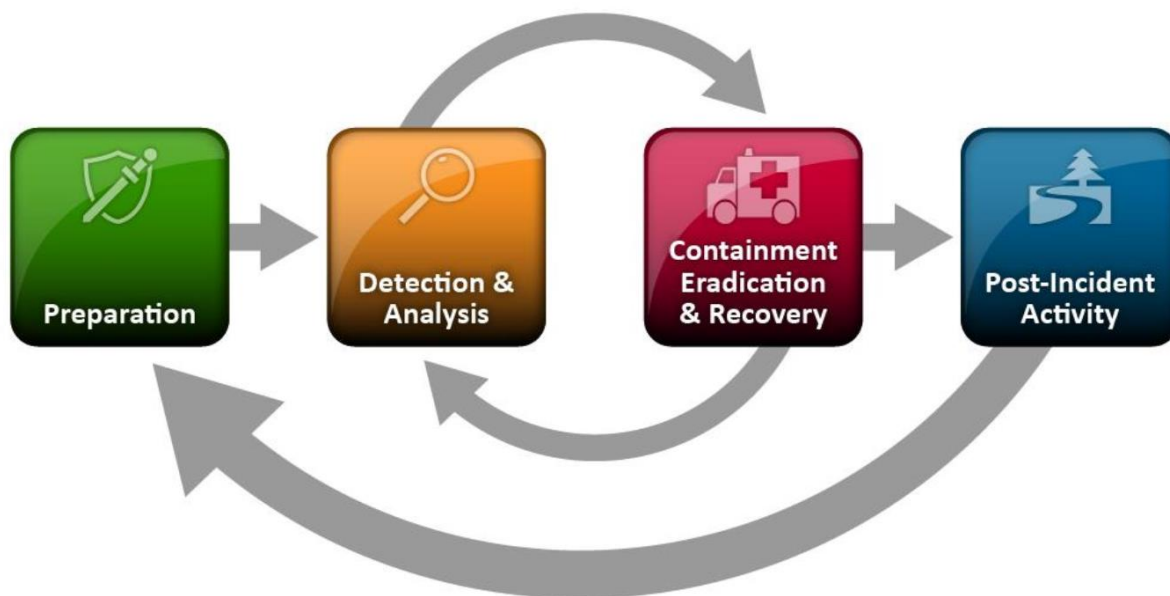 Preparation
Detection &
Analysis
Containment
Eradication
& Recovery
Post-Incident
Activity